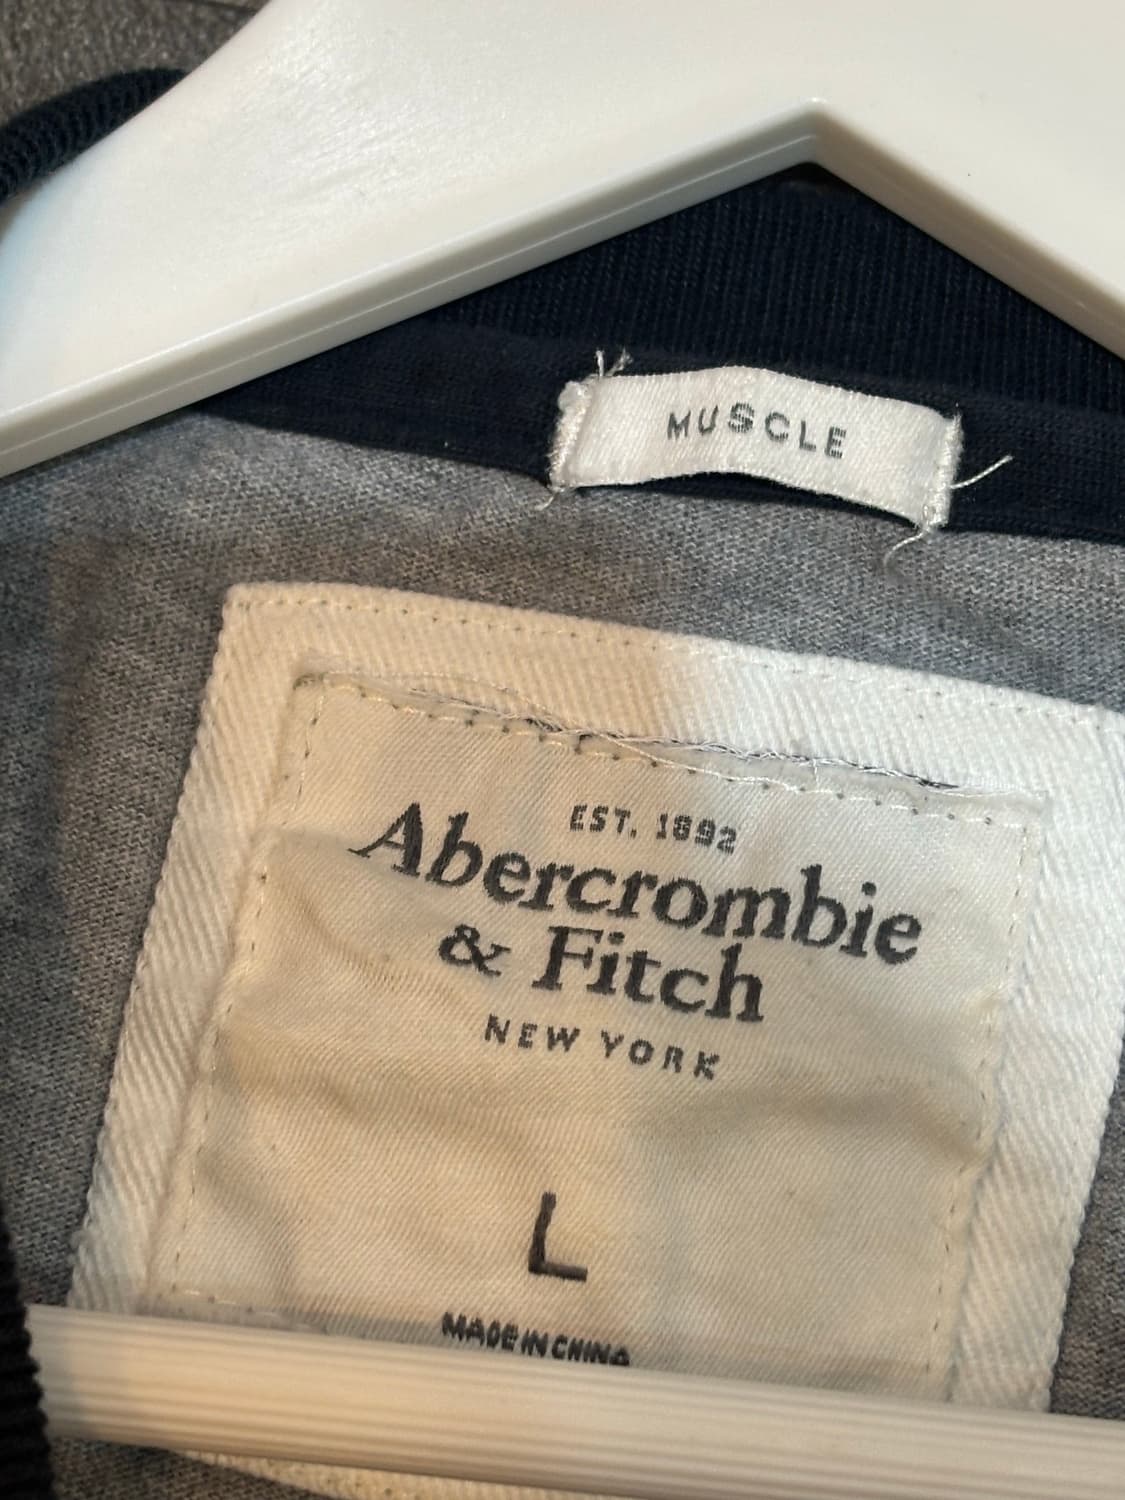 MUSCLE
EST. 1892
Abercrombie
& Fitch
NEW YORK
L
MADE IN CHINA